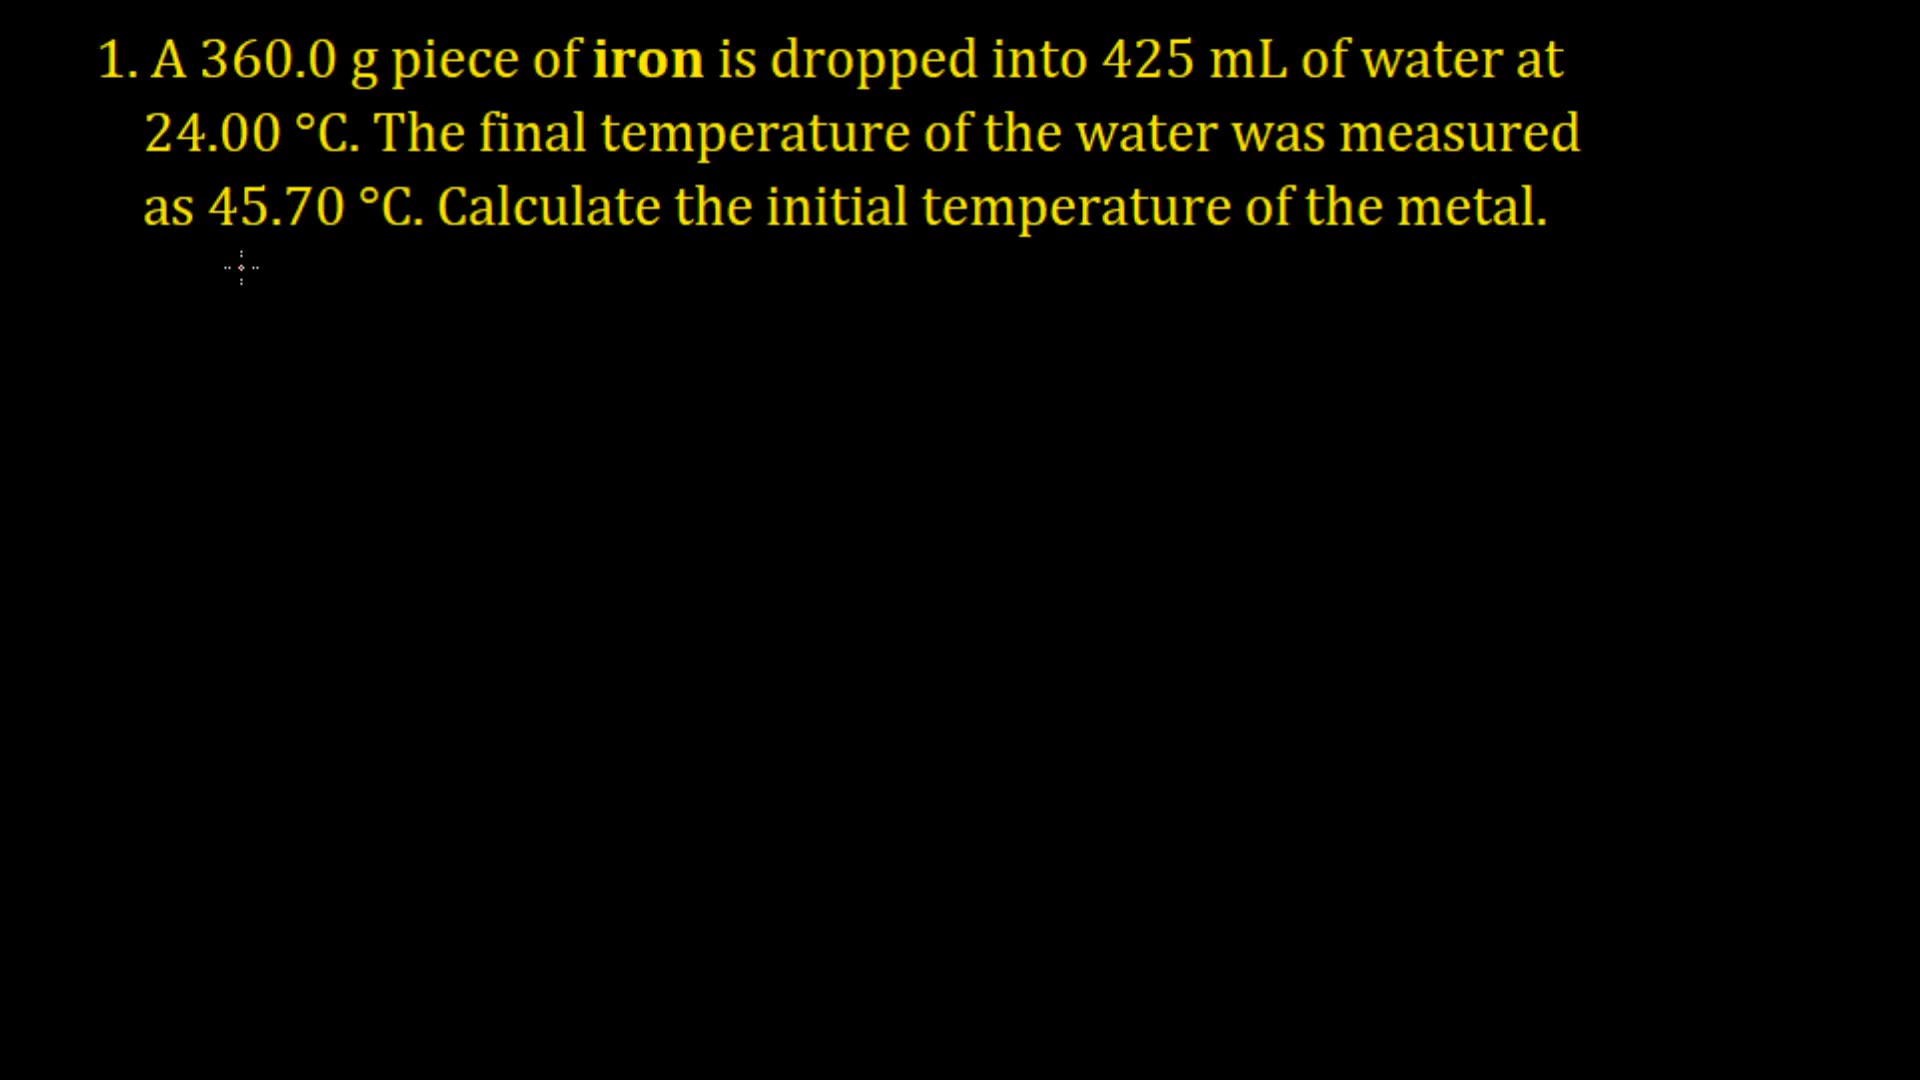 1. A 360.0 g piece of iron is dropped into 425 mL of water at
24.00 °C. The final temperature of the water was measured
as 45.70 °C. Calculate the initial temperature of the metal.